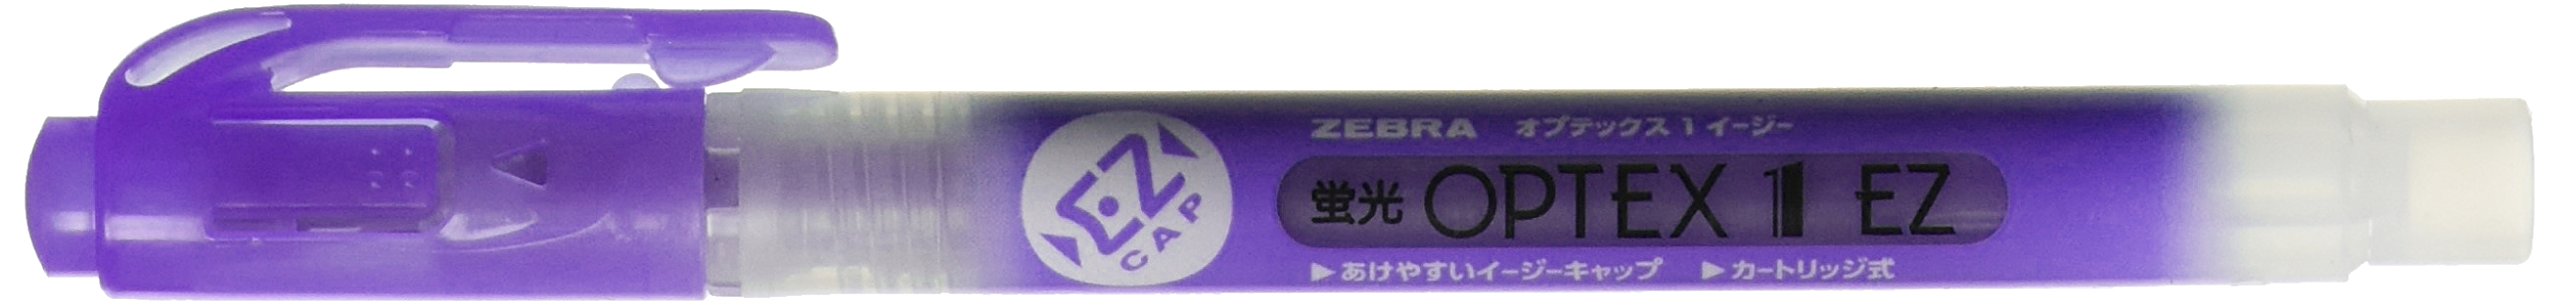 EZ
CAP
ZEBRA オプテックス1イージー
蛍光 OPTEX 1 EZ
▶あけやすいイージーキャップ ▶カートリッジ式